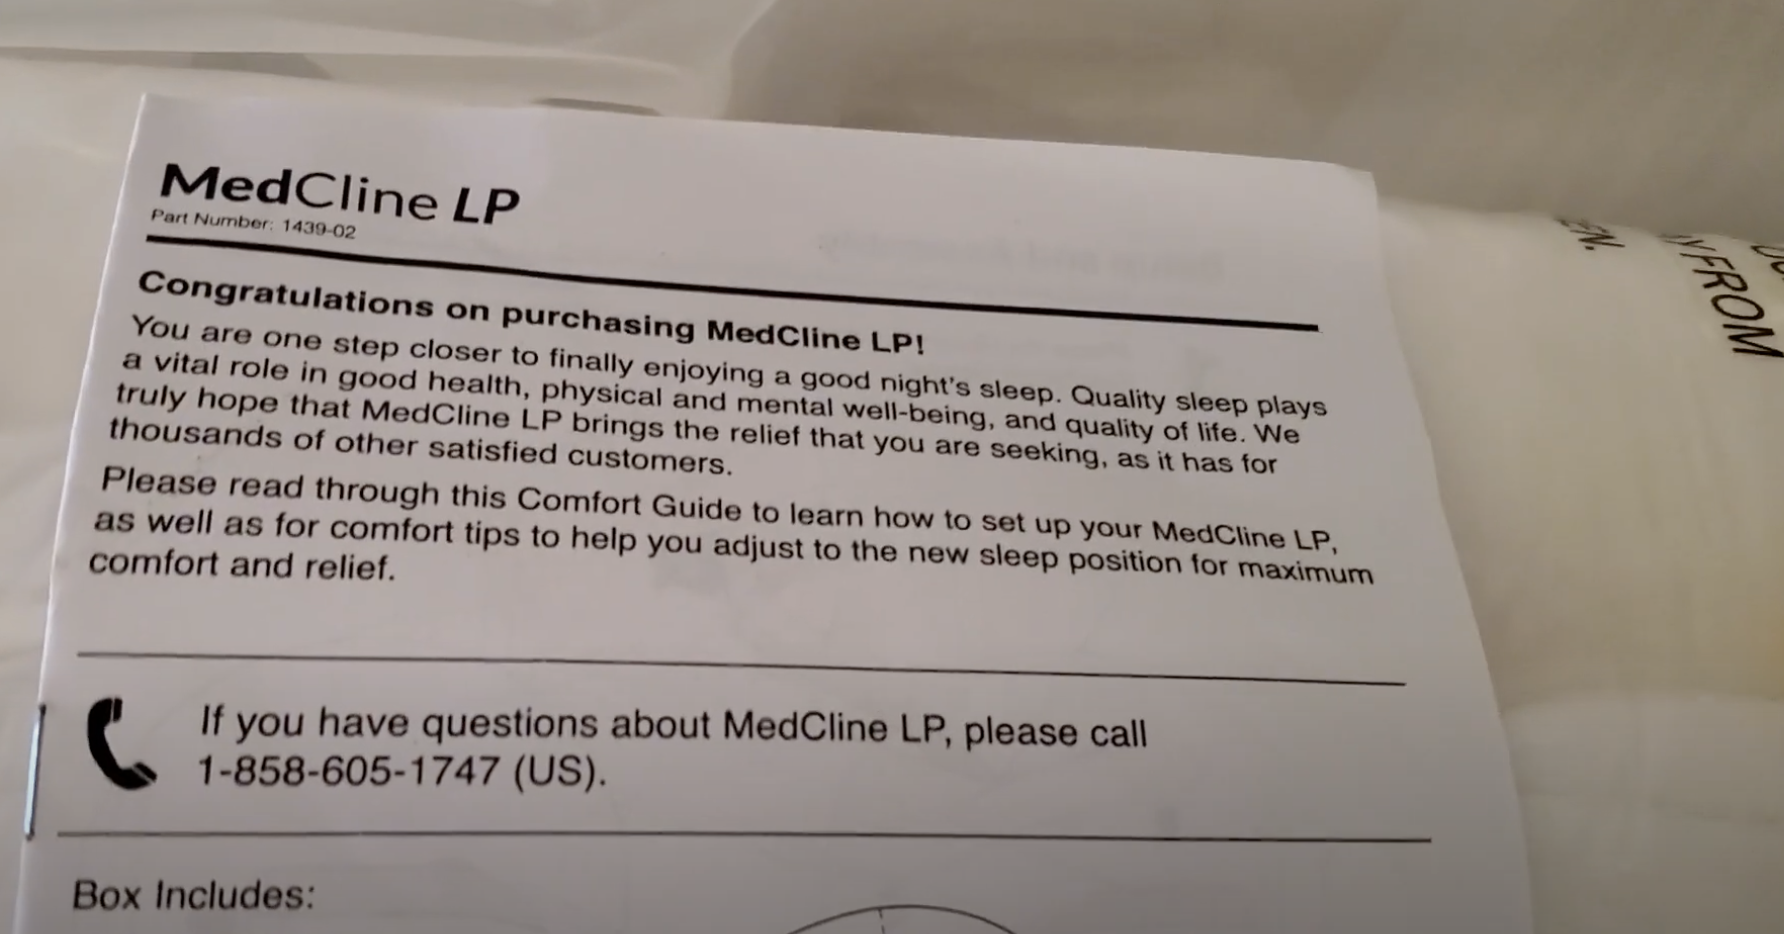 MedCline LP
Part Number: 1439-02
Congratulations on purchasing MedCline LP!
You are one step closer to finally enjoying a good night's sleep. Quality sleep plays
a vital role in good health, physical and mental well-being, and quality of life. We
truly hope that MedCline LP brings the relief that you are seeking, as it has for
thousands of other satisfied customers.
Please read through this Comfort Guide to learn how to set up your MedCline LP,
as well as for comfort tips to help you adjust to the new sleep position for maximum
comfort and relief.
If you have questions about MedCline LP, please call
1-858-605-1747 (US).
Box Includes:
FROM